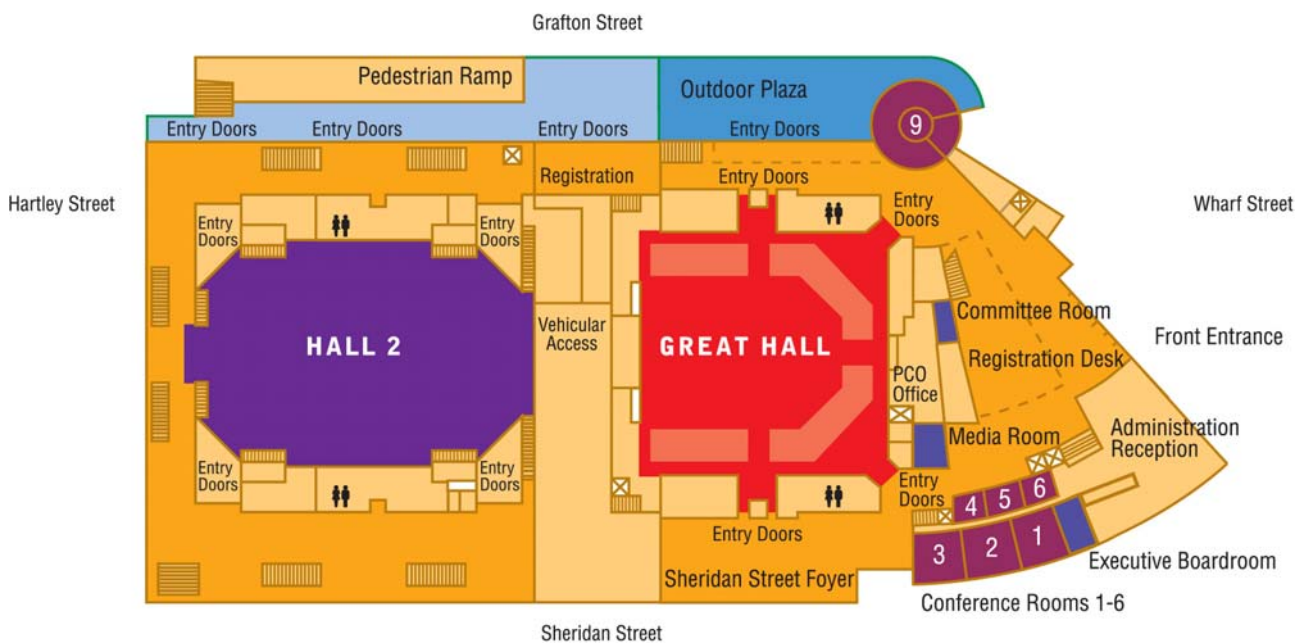 Grafton Street
Pedestrian Ramp
Outdoor Plaza
Entry Doors
Entry Doors
Entry Doors
Entry Doors
9
Registration
Entry Doors
Hartley Street
Wharf Street
Entry
Doors
Entry
Doors
Entry
Doors
Committee Room
HALL 2
Vehicular
Access
GREAT HALL
Front Entrance
Registration Desk
PCO
Office
Media Room
Administration
Reception
Entry
Doors
Entry
Doors
Entry
Doors
4
5
6
Entry Doors
3
2
1
Executive Boardroom
Sheridan Street Foyer
Conference Rooms 1-6
Sheridan Street